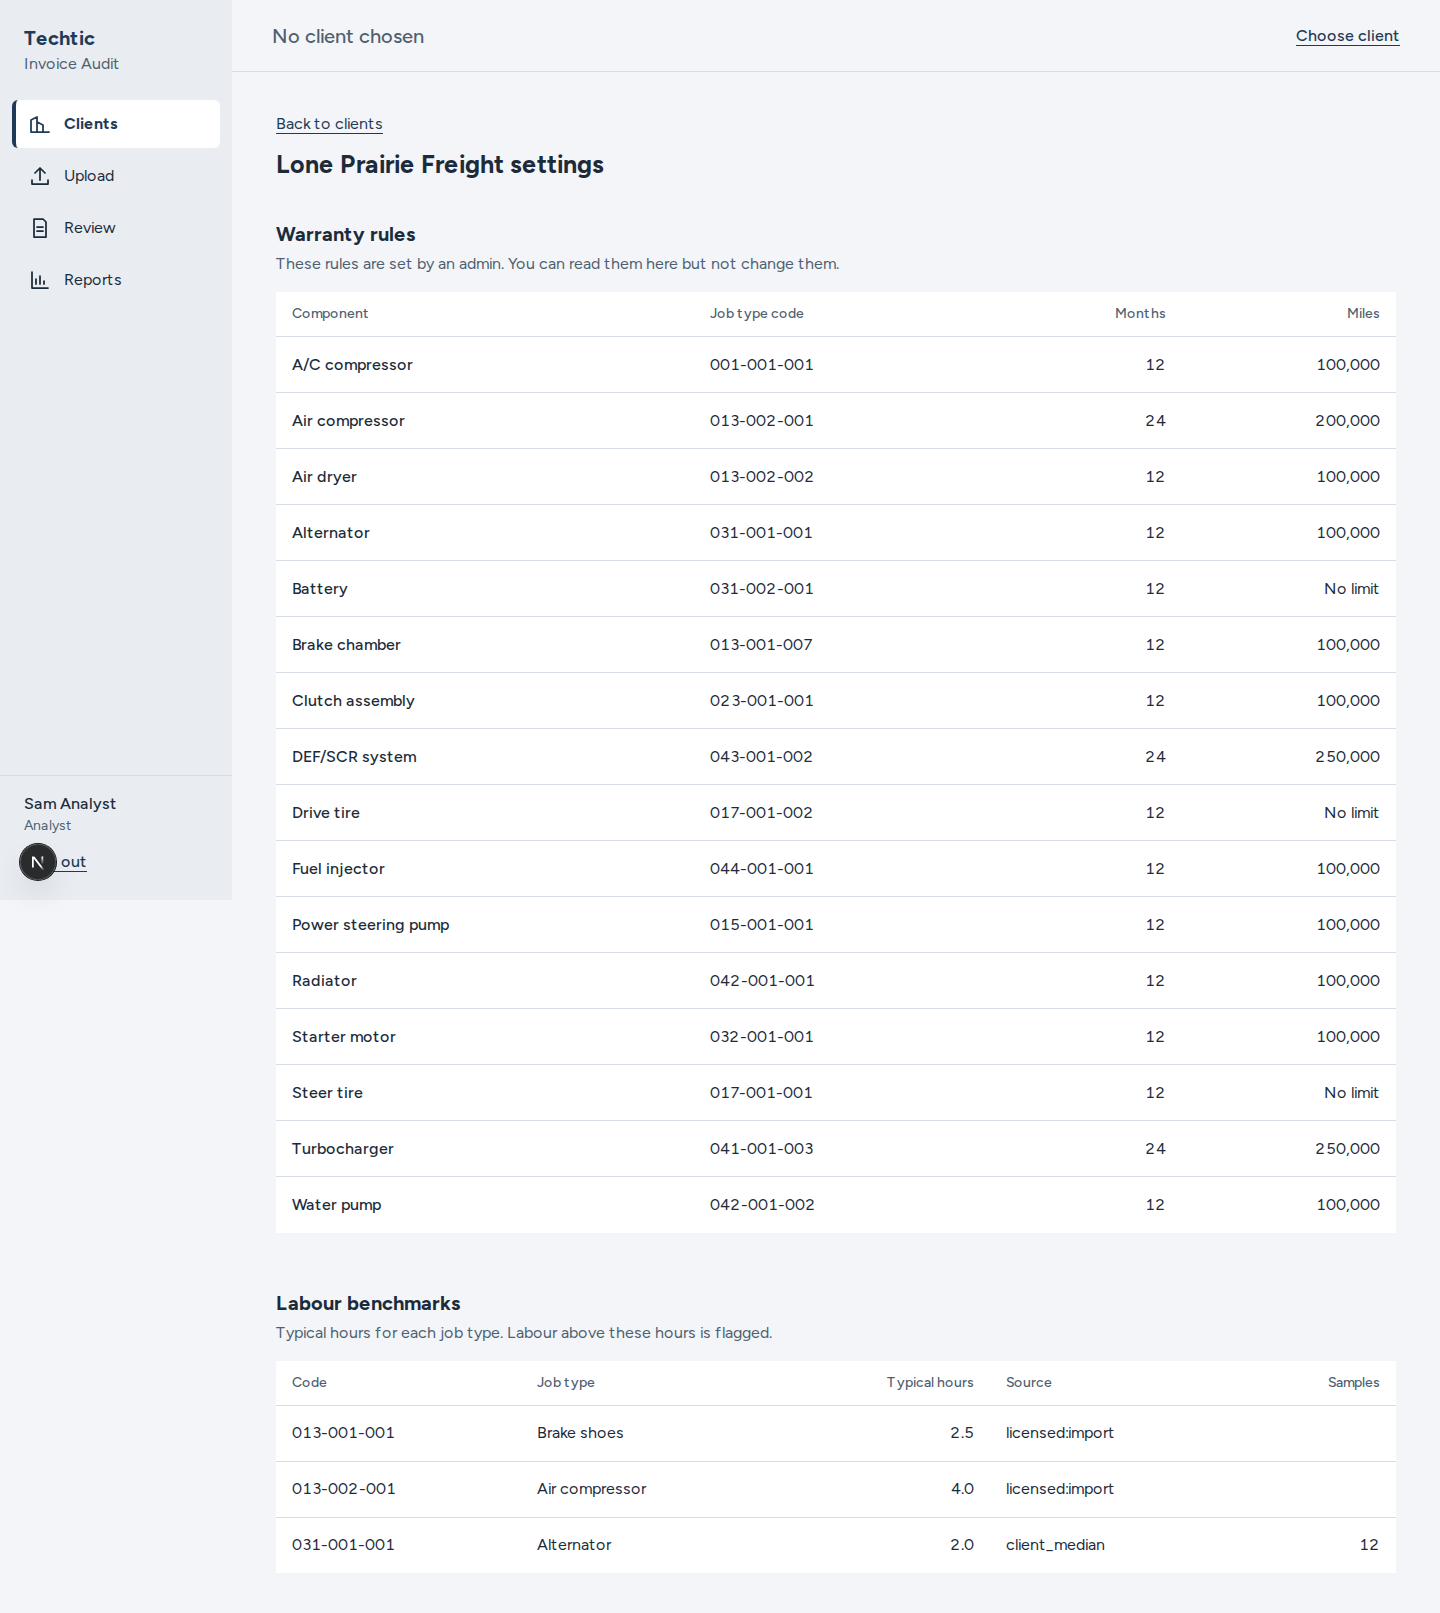 Techtic
Invoice Audit
Clients
Upload
Review
Reports
Sam Analyst
Analyst
out
No client chosen
Choose client
Back to clients
Lone Prairie Freight settings
Warranty rules
These rules are set by an admin. You can read them here but not change them.
Component Job type code Months Miles
A/C compressor 001-001-001 12 100,000
Air compressor 013-002-001 24 200,000
Air dryer 013-002-002 12 100,000
Alternator 031-001-001 12 100,000
Battery 031-002-001 12 No limit
Brake chamber 013-001-007 12 100,000
Clutch assembly 023-001-001 12 100,000
DEF/SCR system 043-001-002 24 250,000
Drive tire 017-001-002 12 No limit
Fuel injector 044-001-001 12 100,000
Power steering pump 015-001-001 12 100,000
Radiator 042-001-001 12 100,000
Starter motor 032-001-001 12 100,000
Steer tire 017-001-001 12 No limit
Turbocharger 041-001-003 24 250,000
Water pump 042-001-002 12 100,000
Labour benchmarks
Typical hours for each job type. Labour above these hours is flagged.
Code Job type Typical hours Source Samples
013-001-001 Brake shoes 2.5 licensed:import
013-002-001 Air compressor 4.0 licensed:import
031-001-001 Alternator 2.0 client_median 12